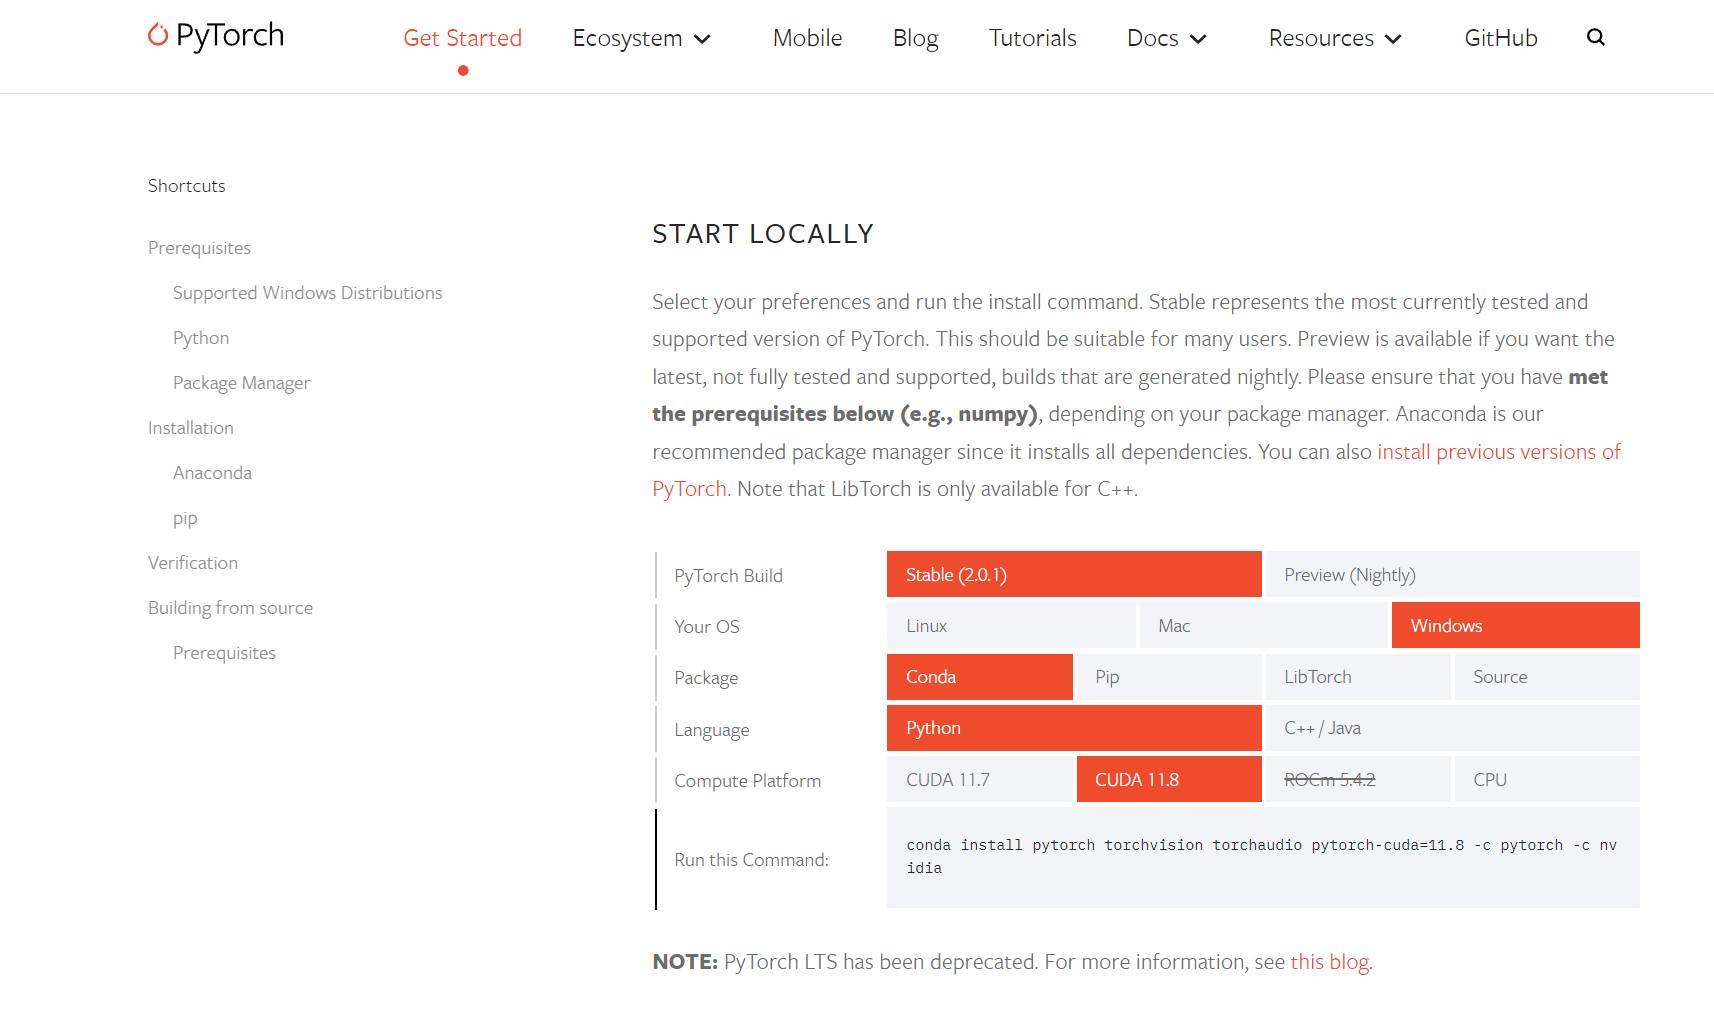 PyTorch
Get Started Ecosystem Mobile Blog Tutorials Docs Resources GitHub
Shortcuts
Prerequisites
Supported Windows Distributions
Python
Package Manager
Installation
Anaconda
pip
Verification
Building from source
Prerequisites
START LOCALLY
Select your preferences and run the install command. Stable represents the most currently tested and
supported version of PyTorch. This should be suitable for many users. Preview is available if you want the
latest, not fully tested and supported, builds that are generated nightly. Please ensure that you have met
the prerequisites below (e.g., numpy), depending on your package manager. Anaconda is our
recommended package manager since it installs all dependencies. You can also install previous versions of
PyTorch. Note that LibTorch is only available for C++.
PyTorch Build Stable (2.0.1) Preview (Nightly)
Your OS Linux Mac Windows
Package Conda Pip LibTorch Source
Language Python C++ / Java
Compute Platform CUDA 11.7 CUDA 11.8 ROCm 5.4.2 CPU
Run this Command:
conda install pytorch torchvision torchaudio pytorch-cuda=11.8 -c pytorch -c nv
idia
NOTE: PyTorch LTS has been deprecated. For more information, see this blog.